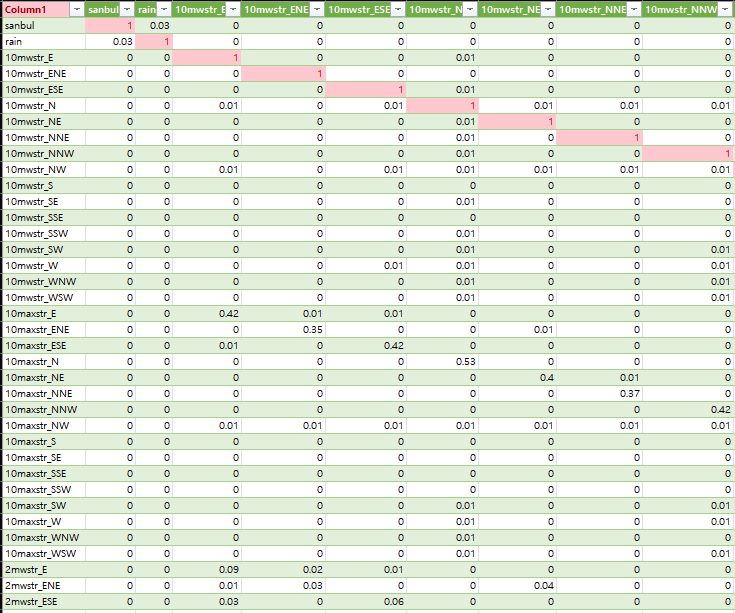 Column1 sanbul rain 10mwstr_E 10mwstr_ENE 10mwstr_ESE 10mwstr_N 10mwstr_NE 10mwstr_NNE 10mwstr_NNW
sanbul 1 0.03 0 0 0 0 0 0 0
rain 0.03 1 0 0 0 0 0 0 0
10mwstr_E 0 0 1 0 0 0.01 0 0 0
10mwstr_ENE 0 0 0 1 0 0 0 0 0
10mwstr_ESE 0 0 0 0 1 0.01 0 0 0
10mwstr_N 0 0 0.01 0 0.01 1 0.01 0.01 0.01
10mwstr_NE 0 0 0 0 0 0.01 1 0 0
10mwstr_NNE 0 0 0 0 0 0.01 0 1 0
10mwstr_NNW 0 0 0 0 0 0.01 0 0 1
10mwstr_NW 0 0 0.01 0 0.01 0.01 0.01 0.01 0.01
10mwstr_S 0 0 0 0 0 0 0 0 0
10mwstr_SE 0 0 0 0 0 0.01 0 0 0
10mwstr_SSE 0 0 0 0 0 0 0 0 0
10mwstr_SSW 0 0 0 0 0 0.01 0 0 0
10mwstr_SW 0 0 0 0 0 0.01 0 0 0.01
10mwstr_W 0 0 0 0 0.01 0.01 0 0 0.01
10mwstr_WNW 0 0 0 0 0 0.01 0 0 0.01
10mwstr_WSW 0 0 0 0 0 0.01 0 0 0.01
10maxstr_E 0 0 0.42 0.01 0.01 0 0 0 0
10maxstr_ENE 0 0 0 0.35 0 0 0.01 0 0
10maxstr_ESE 0 0 0.01 0 0.42 0 0 0 0
10maxstr_N 0 0 0 0 0 0.53 0 0 0
10maxstr_NE 0 0 0 0 0 0 0.4 0.01 0
10maxstr_NNE 0 0 0 0 0 0 0 0.37 0
10maxstr_NNW 0 0 0 0 0 0 0 0 0.42
10maxstr_NW 0 0 0.01 0.01 0.01 0.01 0.01 0.01 0.01
10maxstr_S 0 0 0 0 0 0 0 0 0
10maxstr_SE 0 0 0 0 0 0 0 0 0
10maxstr_SSE 0 0 0 0 0 0 0 0 0
10maxstr_SSW 0 0 0 0 0 0 0 0 0
10maxstr_SW 0 0 0 0 0 0.01 0 0 0.01
10maxstr_W 0 0 0 0 0 0.01 0 0 0.01
10maxstr_WNW 0 0 0 0 0 0.01 0 0 0
10maxstr_WSW 0 0 0 0 0 0.01 0 0 0.01
2mwstr_E 0 0 0.09 0.02 0.01 0 0 0 0
2mwstr_ENE 0 0 0.01 0.03 0 0 0.04 0 0
2mwstr_ESE 0 0 0.03 0 0.06 0 0 0 0